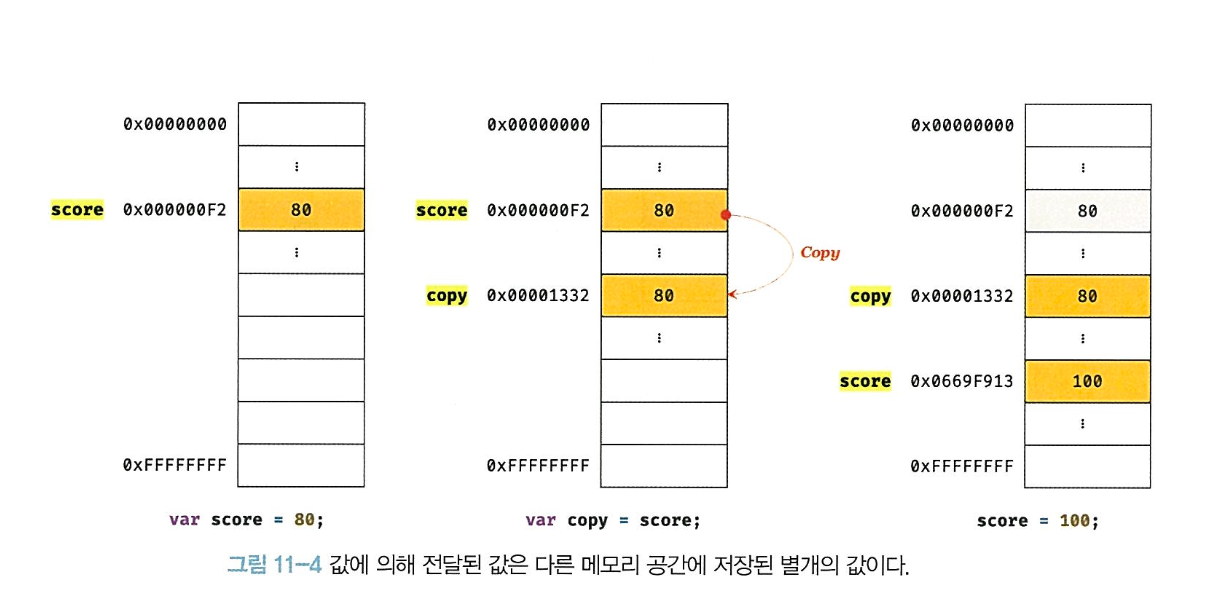 0x00000000 0x00000000 0x00000000
⋮ ⋮ ⋮
score 0x000000F2 80 score 0x000000F2 80 0x000000F2 80
⋮ ⋮ Copy ⋮
copy 0x00001332 80 copy 0x00001332 80
⋮ ⋮
score 0x0669F913 100
⋮
0xFFFFFFFF 0xFFFFFFFF 0xFFFFFFFF
var score = 80; var copy = score; score = 100;
그림 11-4 값에 의해 전달된 값은 다른 메모리 공간에 저장된 별개의 값이다.